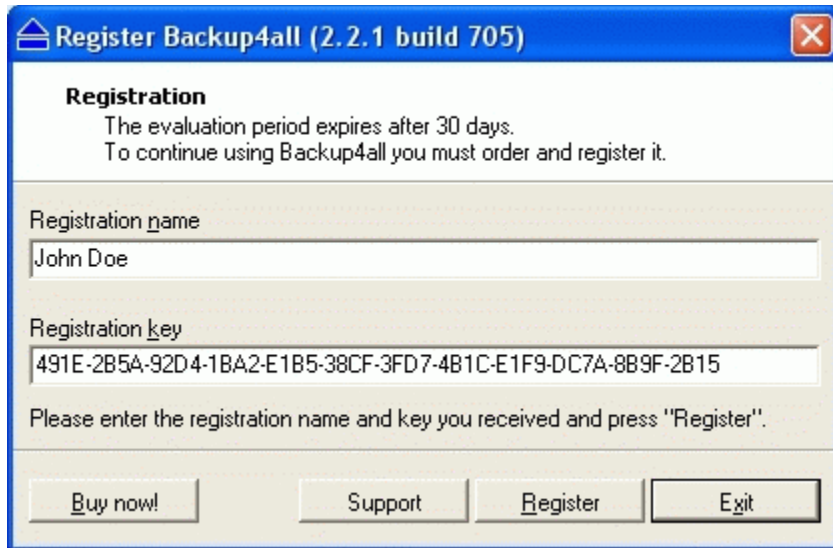 Register Backup4all (2.2.1 build 705)
Registration
The evaluation period expires after 30 days.
To continue using Backup4all you must order and register it.
Registration name
John Doe
Registration key
491E-2B5A-92D4-1BA2-E1B5-38CF-3FD7-4B1C-E1F9-DC7A-8B9F-2B15
Please enter the registration name and key you received and press "Register".
Buy now! Support Register Exit